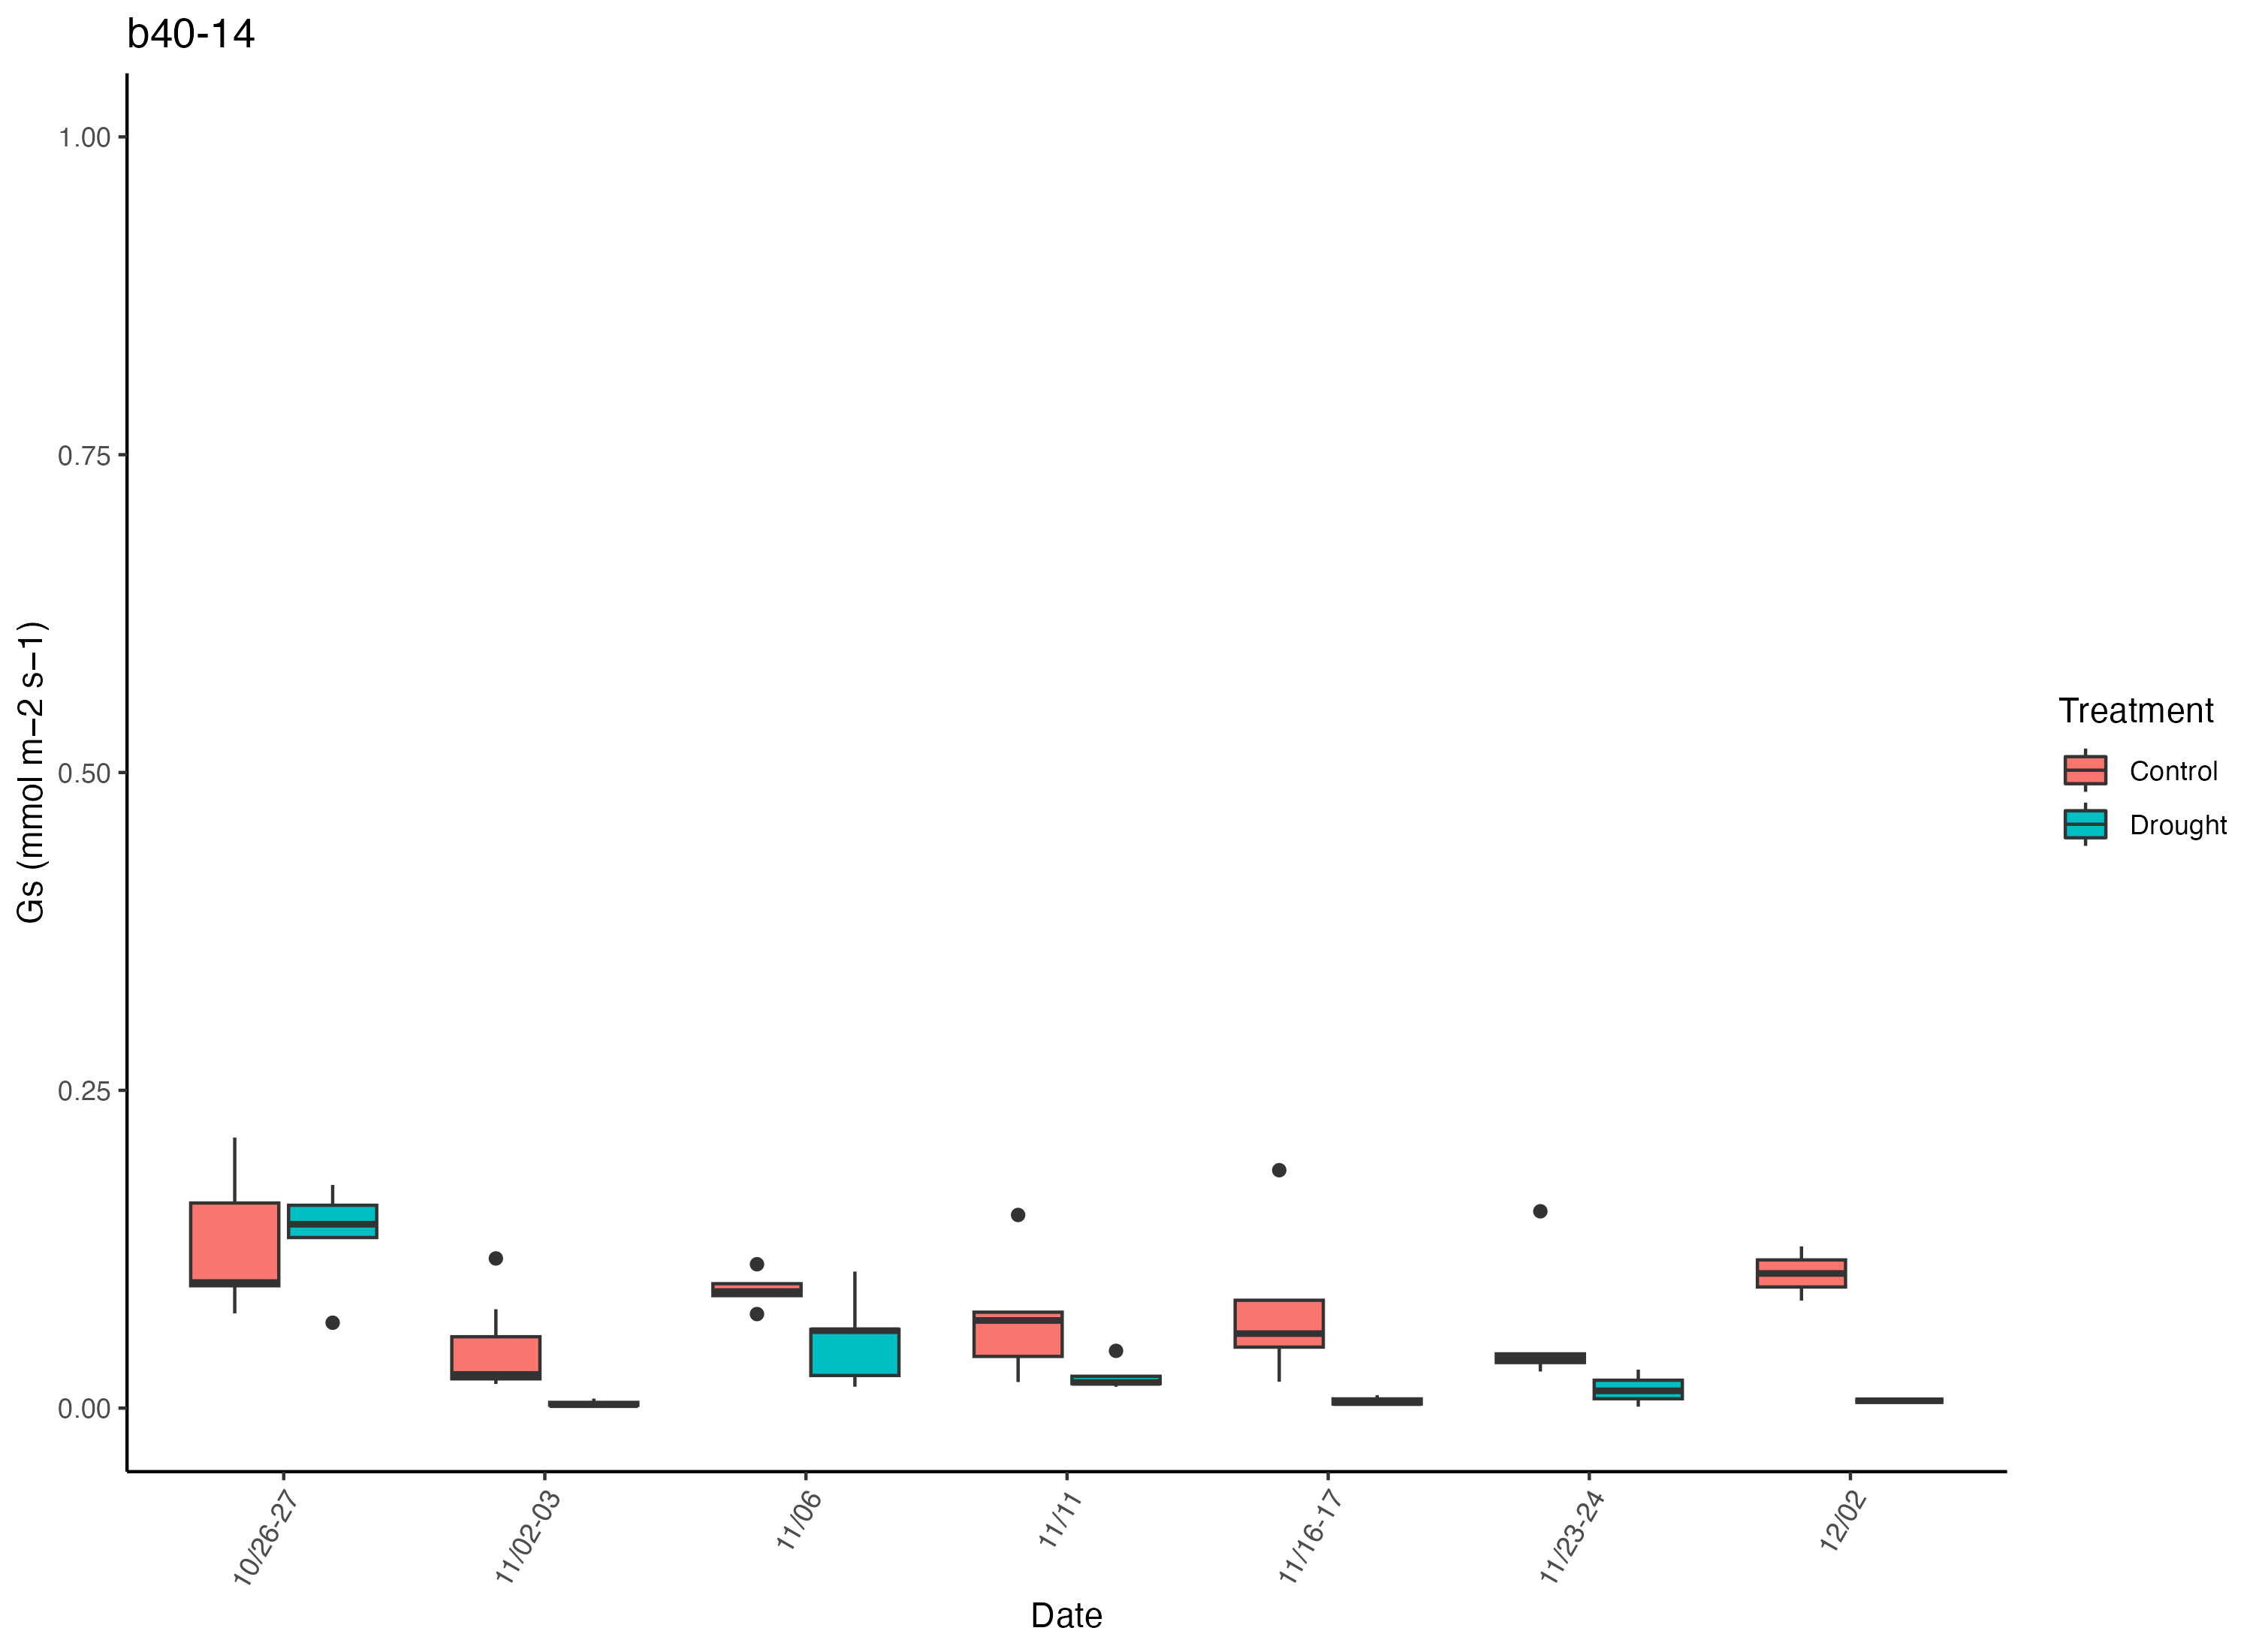 b40-14
1.00
0.75
0.50
0.25
0.00
Gs (mmol m−2 s−1)
10/26-27
11/02-03
11/06
11/11
11/16-17
11/23-24
12/02
Date
Treatment
Control
Drought